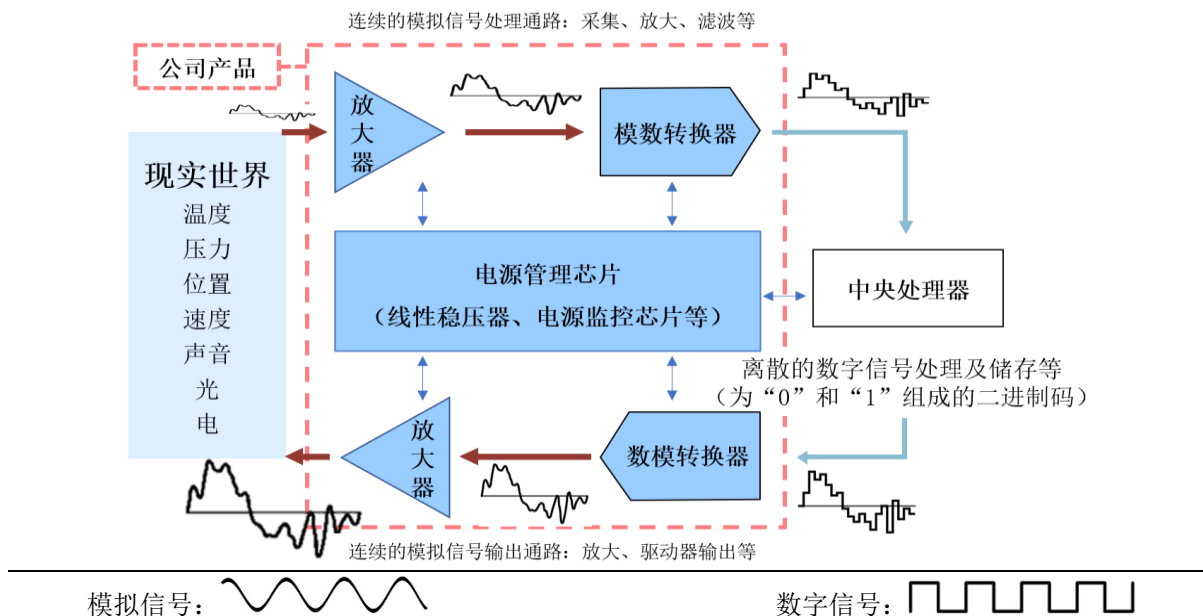 连续的模拟信号处理通路：采集、放大、滤波等
公司产品
放
大
器
模数转换器
现实世界
温度
压力
位置
速度
声音
光
电
电源管理芯片
（线性稳压器、电源监控芯片等）
中央处理器
离散的数字信号处理及储存等
（为“0”和“1”组成的二进制码）
放
大
器
数模转换器
连续的模拟信号输出通路：放大、驱动器输出等
模拟信号：
数字信号：